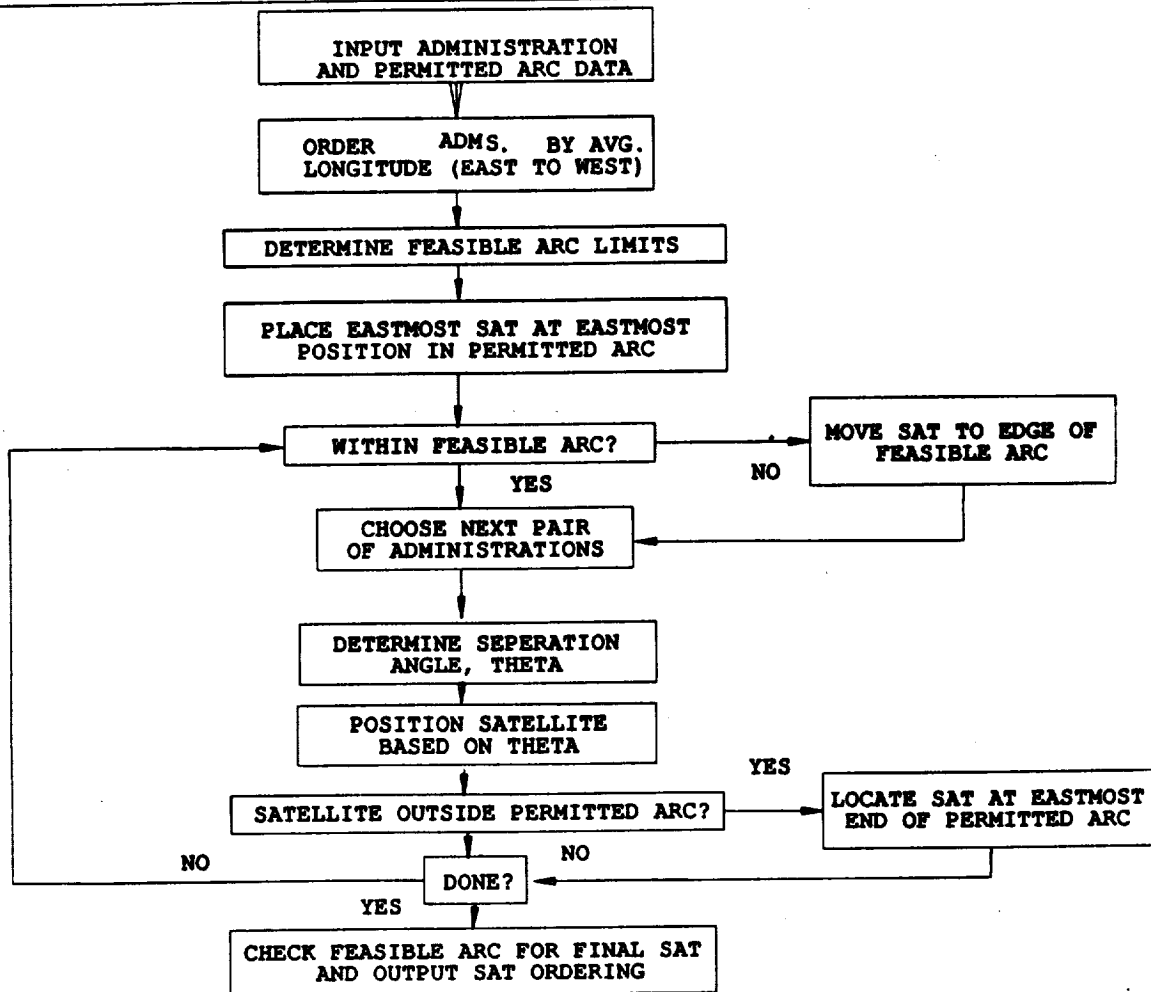 INPUT ADMINISTRATION
AND PERMITTED ARC DATA
ORDER ADMS. BY AVG.
LONGITUDE (EAST TO WEST)
DETERMINE FEASIBLE ARC LIMITS
PLACE EASTMOST SAT AT EASTMOST
POSITION IN PERMITTED ARC
WITHIN FEASIBLE ARC?
NO
MOVE SAT TO EDGE OF
FEASIBLE ARC
YES
CHOOSE NEXT PAIR
OF ADMINISTRATIONS
DETERMINE SEPERATION
ANGLE, THETA
POSITION SATELLITE
BASED ON THETA
SATELLITE OUTSIDE PERMITTED ARC?
YES
LOCATE SAT AT EASTMOST
END OF PERMITTED ARC
NO
DONE?
NO
YES
CHECK FEASIBLE ARC FOR FINAL SAT
AND OUTPUT SAT ORDERING